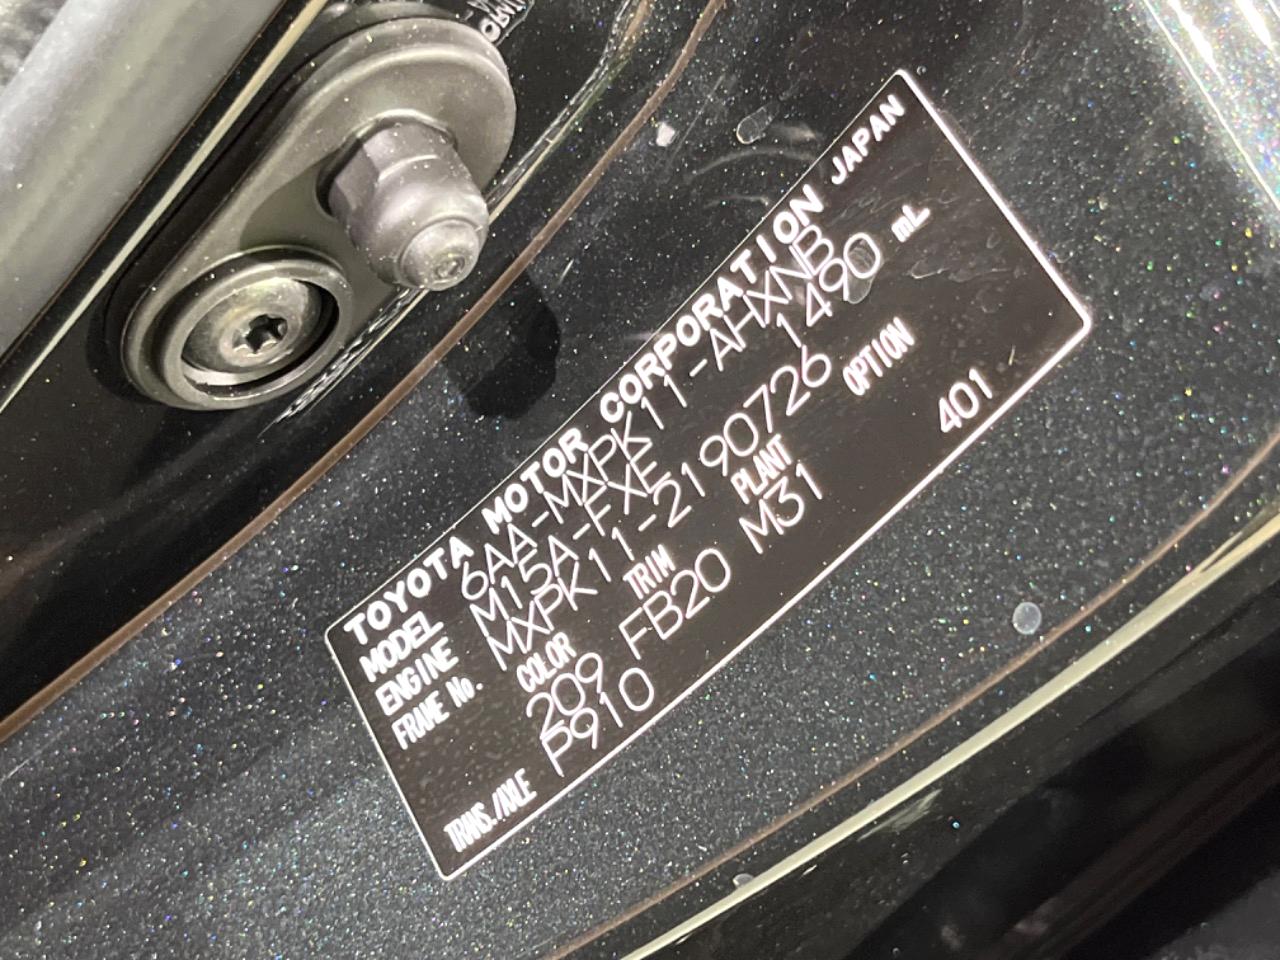 TOYOTA MOTOR CORPORATION JAPAN
MODEL 6AA-MXPK11-AHXNB
ENGINE M15A-FXE 1490 mL
FRAME No. MXPK11-2190726
COLOR TRIM PLANT OPTION
209 FB20 M31 401
TRANS./AXLE P910